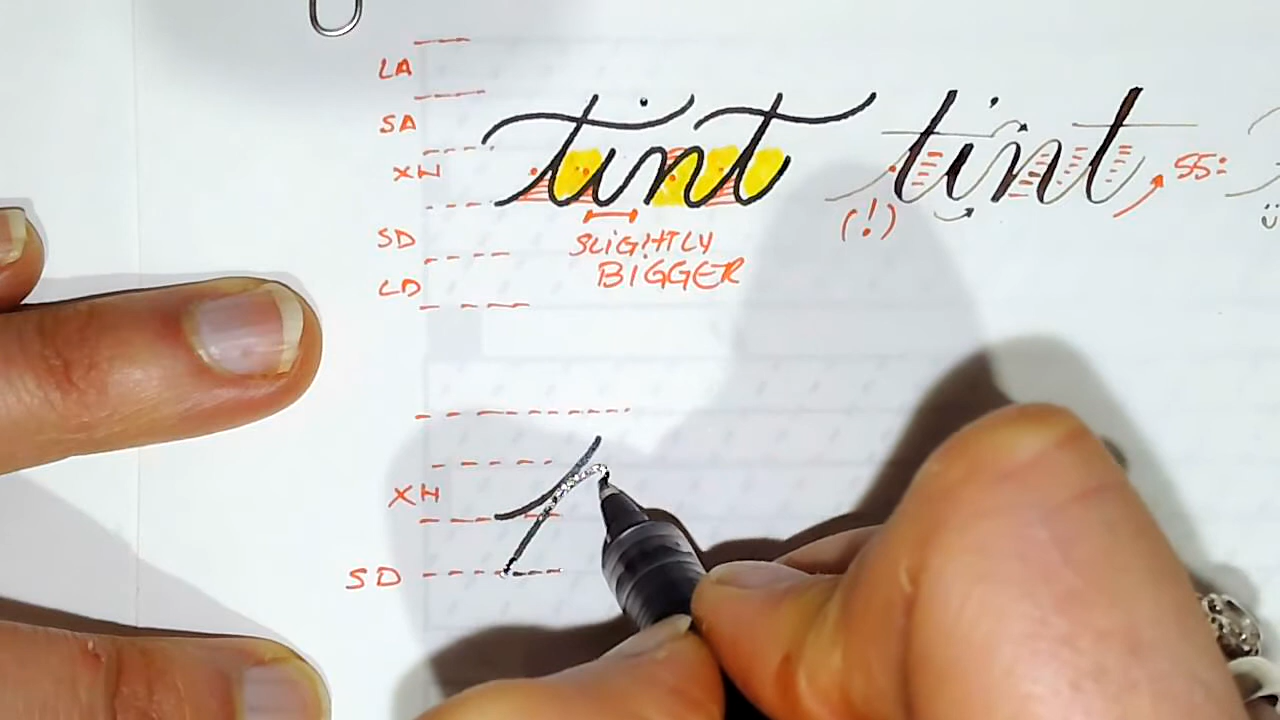 LA
SA
XH
SD
LD
tint
SLIGHTLY
BIGGER
tint
(!)
SS:
XH
SD